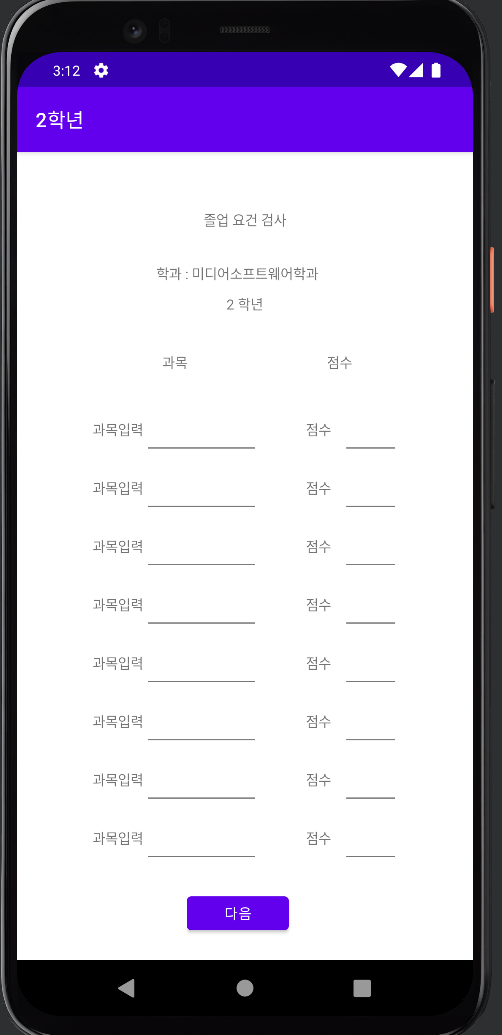 3:12
2학년
졸업 요건 검사
학과 : 미디어소프트웨어학과
2 학년
과목 점수
과목입력 점수
과목입력 점수
과목입력 점수
과목입력 점수
과목입력 점수
과목입력 점수
과목입력 점수
과목입력 점수
다음